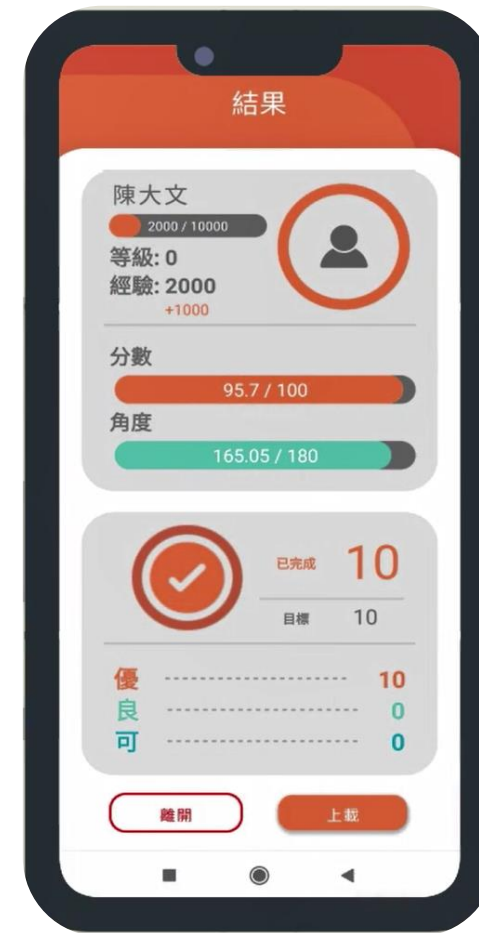 結果
陳大文
2000 / 10000
等級: 0
經驗: 2000
+1000
分數
95.7 / 100
角度
165.05 / 180
已完成 10
目標 10
優 10
良 0
可 0
離開 上載